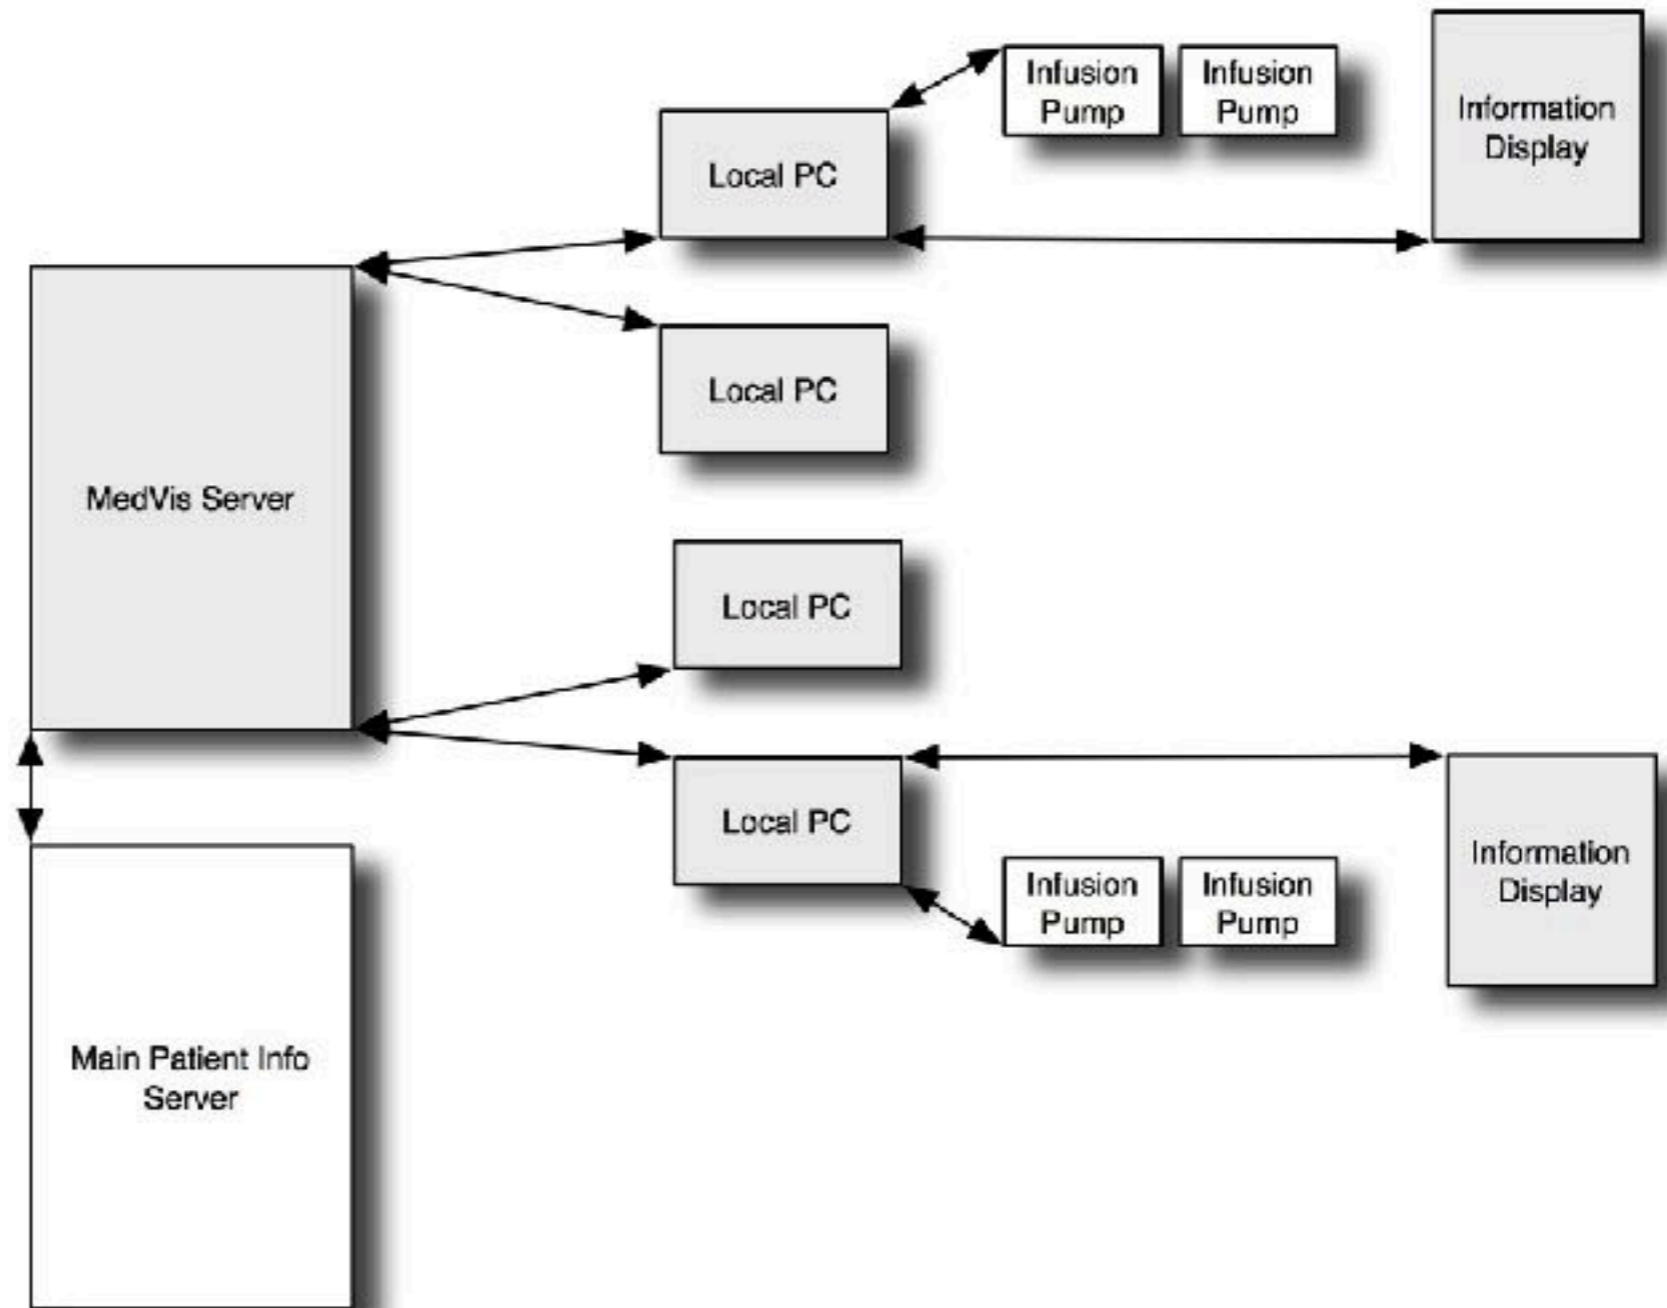 Infusion
Pump
Infusion
Pump
Information
Display
Local PC
Local PC
MedVis Server
Local PC
Local PC
Infusion
Pump
Infusion
Pump
Information
Display
Main Patient Info
Server